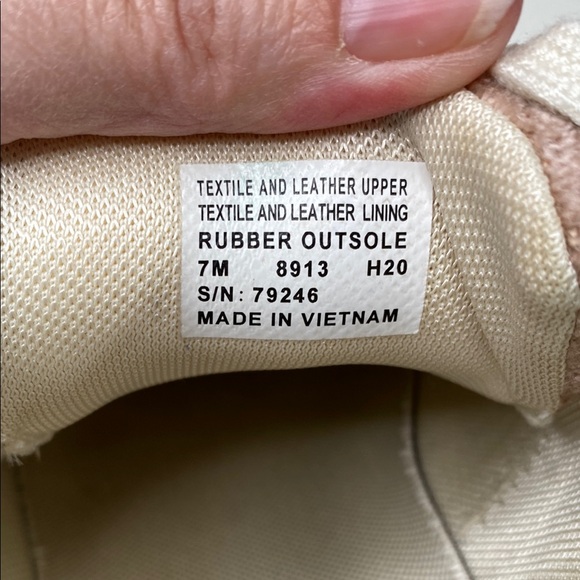 TEXTILE AND LEATHER UPPER
TEXTILE AND LEATHER LINING
RUBBER OUTSOLE
7M 8913 H20
S/N: 79246
MADE IN VIETNAM